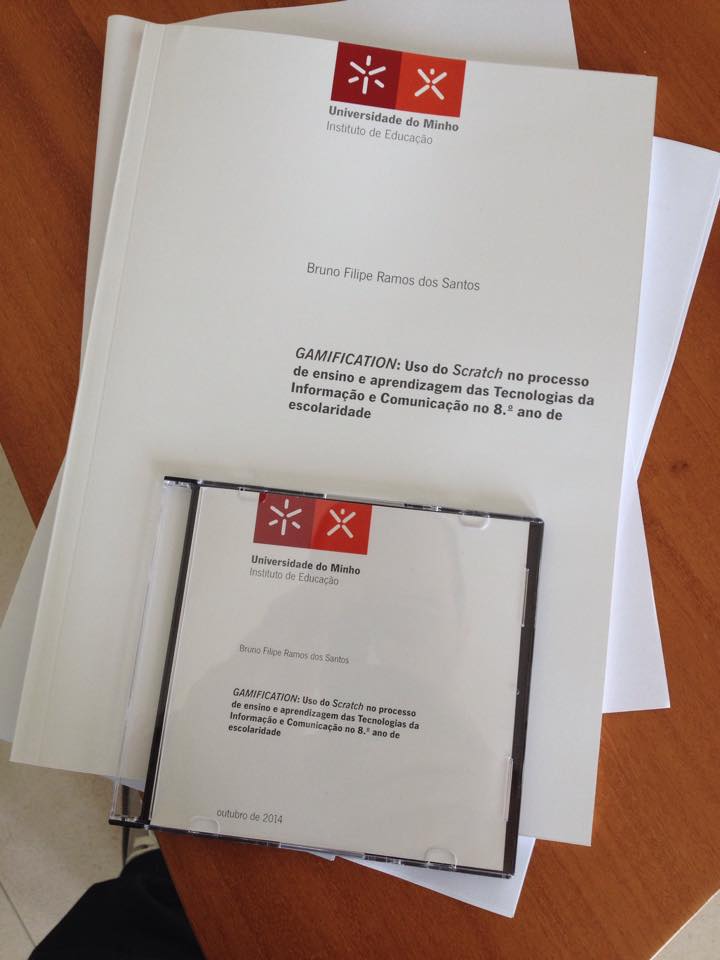 Universidade do Minho
Instituto de Educação
Bruno Filipe Ramos dos Santos
GAMIFICATION: Uso do Scratch no processo
de ensino e aprendizagem das Tecnologias da
Informação e Comunicação no 8.º ano de
escolaridade
Universidade do Minho
Instituto de Educação
Bruno Filipe Ramos dos Santos
GAMIFICATION: Uso do Scratch no processo
de ensino e aprendizagem das Tecnologias da
Informação e Comunicação no 8.º ano de
escolaridade
outubro de 2014